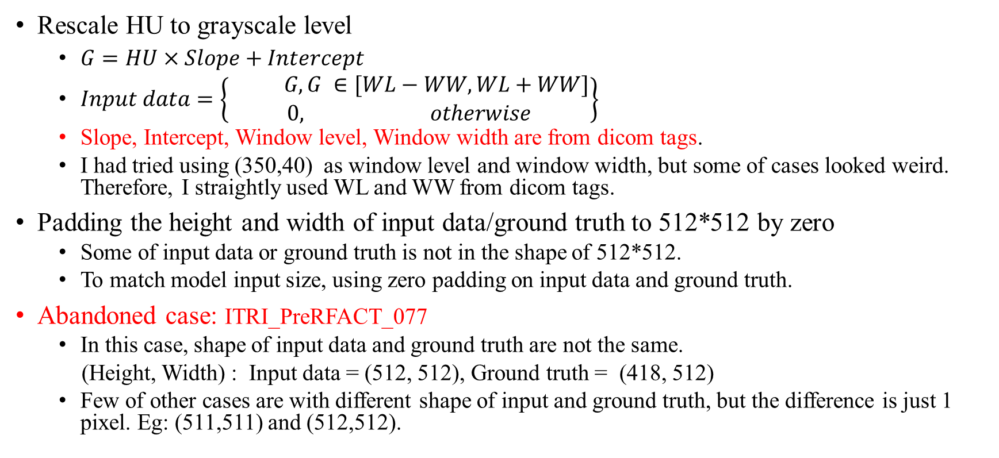 • Rescale HU to grayscale level
• G = HU × Slope + Intercept
• Input data = { G, G ∈ [WL − WW, WL + WW]
0, otherwise }
• Slope, Intercept, Window level, Window width are from dicom tags.
• I had tried using (350,40) as window level and window width, but some of cases looked weird.
Therefore, I straightly used WL and WW from dicom tags.
• Padding the height and width of input data/ground truth to 512*512 by zero
• Some of input data or ground truth is not in the shape of 512*512.
• To match model input size, using zero padding on input data and ground truth.
• Abandoned case: ITRI_PreRFACT_077
• In this case, shape of input data and ground truth are not the same.
(Height, Width) : Input data = (512, 512), Ground truth = (418, 512)
• Few of other cases are with different shape of input and ground truth, but the difference is just 1
pixel. Eg: (511,511) and (512,512).